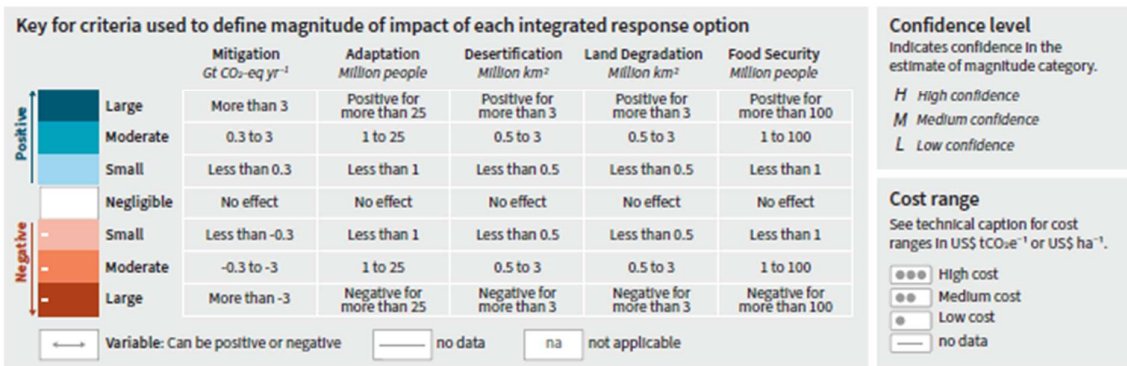 Key for criteria used to define magnitude of impact of each integrated response option
Mitigation Adaptation Desertification Land Degradation Food Security
Gt CO₂-eq yr⁻¹ Million people Million km² Million km² Million people
Positive
Large More than 3 Positive for more than 25 Positive for more than 3 Positive for more than 3 Positive for more than 100
Moderate 0.3 to 3 1 to 25 0.5 to 3 0.5 to 3 1 to 100
Small Less than 0.3 Less than 1 Less than 0.5 Less than 0.5 Less than 1
Negligible No effect No effect No effect No effect No effect
Negative
- Small Less than -0.3 Less than 1 Less than 0.5 Less than 0.5 Less than 1
- Moderate -0.3 to -3 1 to 25 0.5 to 3 0.5 to 3 1 to 100
- Large More than -3 Negative for more than 25 Negative for more than 3 Negative for more than 3 Negative for more than 100
Variable: Can be positive or negative no data na not applicable
Confidence level
Indicates confidence in the
estimate of magnitude category.
H High confidence
M Medium confidence
L Low confidence
Cost range
See technical caption for cost
ranges in US$ tCO₂e⁻¹ or US$ ha⁻¹.
High cost
Medium cost
Low cost
no data